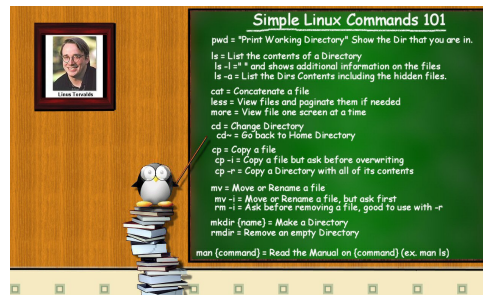 Simple Linux Commands 101
pwd = "Print Working Directory" Show the Dir that you are in.
ls = List the contents of a Directory
ls -l =" " and shows additional information on the files
ls -a = List the Dirs Contents including the hidden files.
cat = Concatenate a file
less = View files and paginate them if needed
more = View file one screen at a time
cd = Change Directory
cd~ = Go back to Home Directory
cp = Copy a file
cp -i = Copy a file but ask before overwriting
cp -r = Copy a Directory with all of its contents
mv = Move or Rename a file
mv -i = Move or Rename a file, but ask first
rm -i = Ask before removing a file, good to use with -r
mkdir {name} = Make a Directory
rmdir = Remove an empty Directory
man {command} = Read the Manual on {command} (ex. man ls)
Linus Torvalds